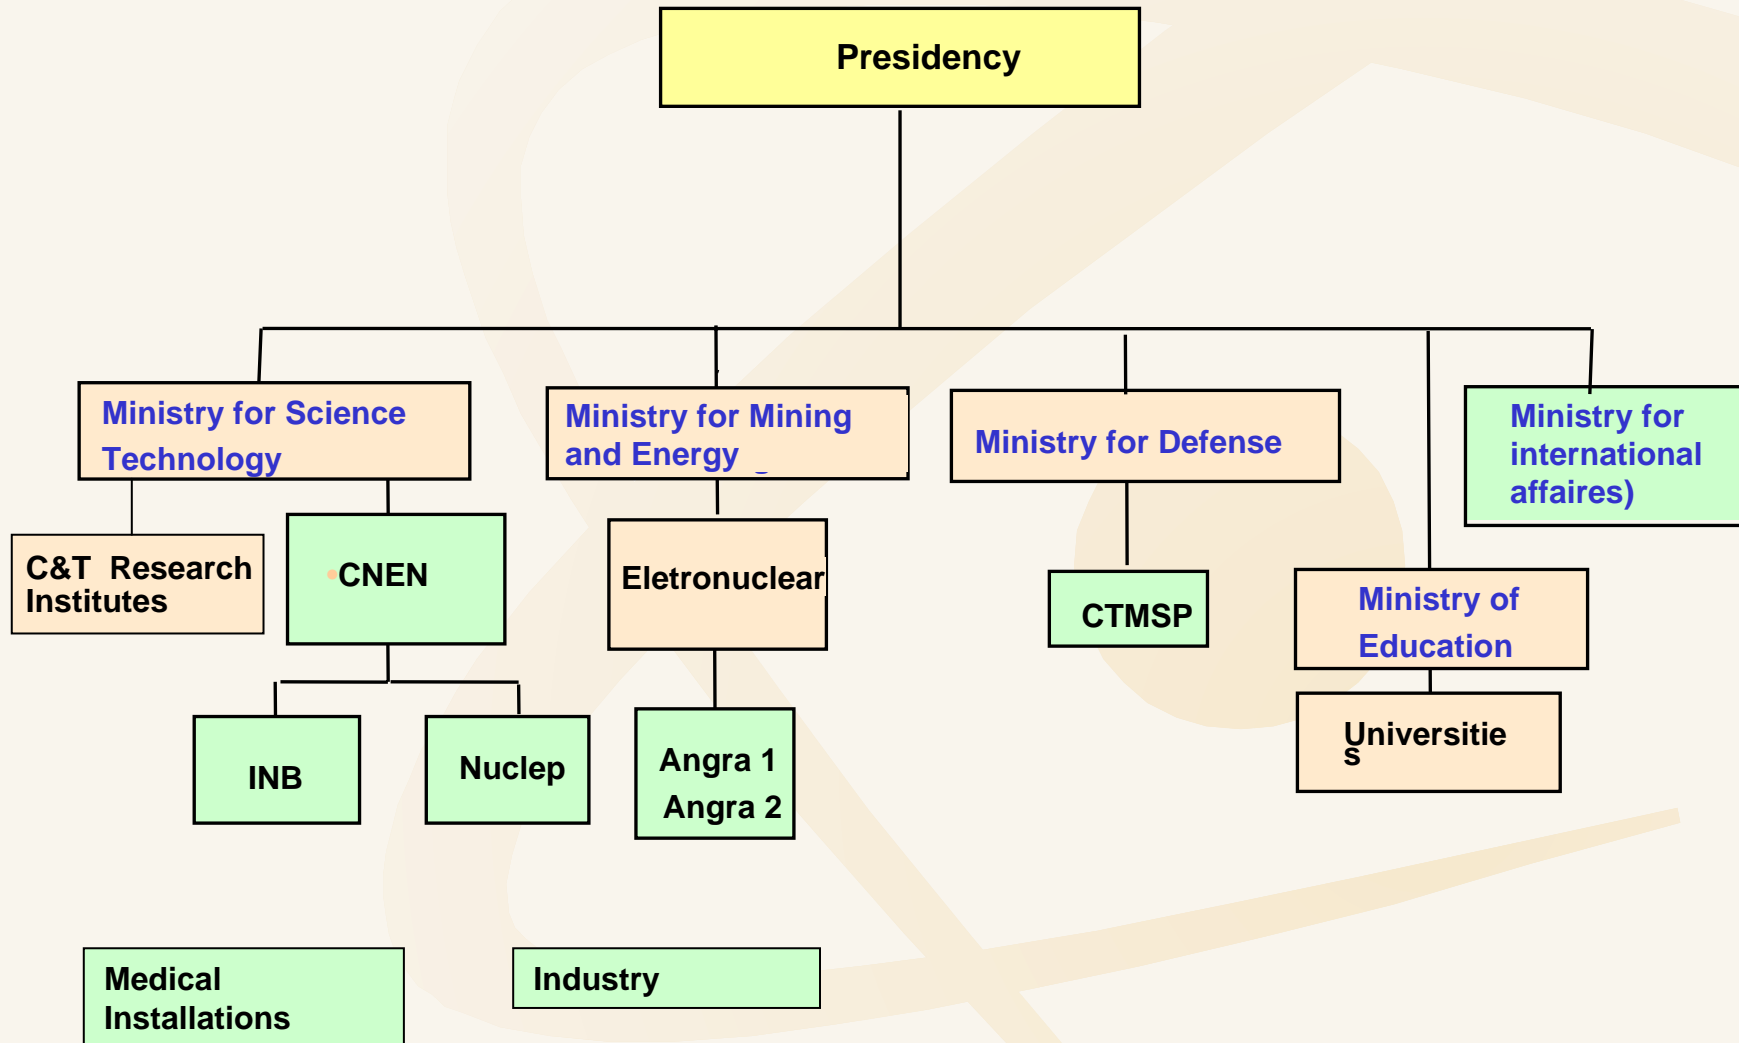 Presidency
Ministry for Science
Technology
Ministry for Mining
and Energy
Ministry for Defense
Ministry for
international
affaires)
C&T Research
Institutes
•CNEN
Eletronuclear
CTMSP
Ministry of
Education
INB
Nuclep
Angra 1
Angra 2
Universitie
s
Medical
Installations
Industry